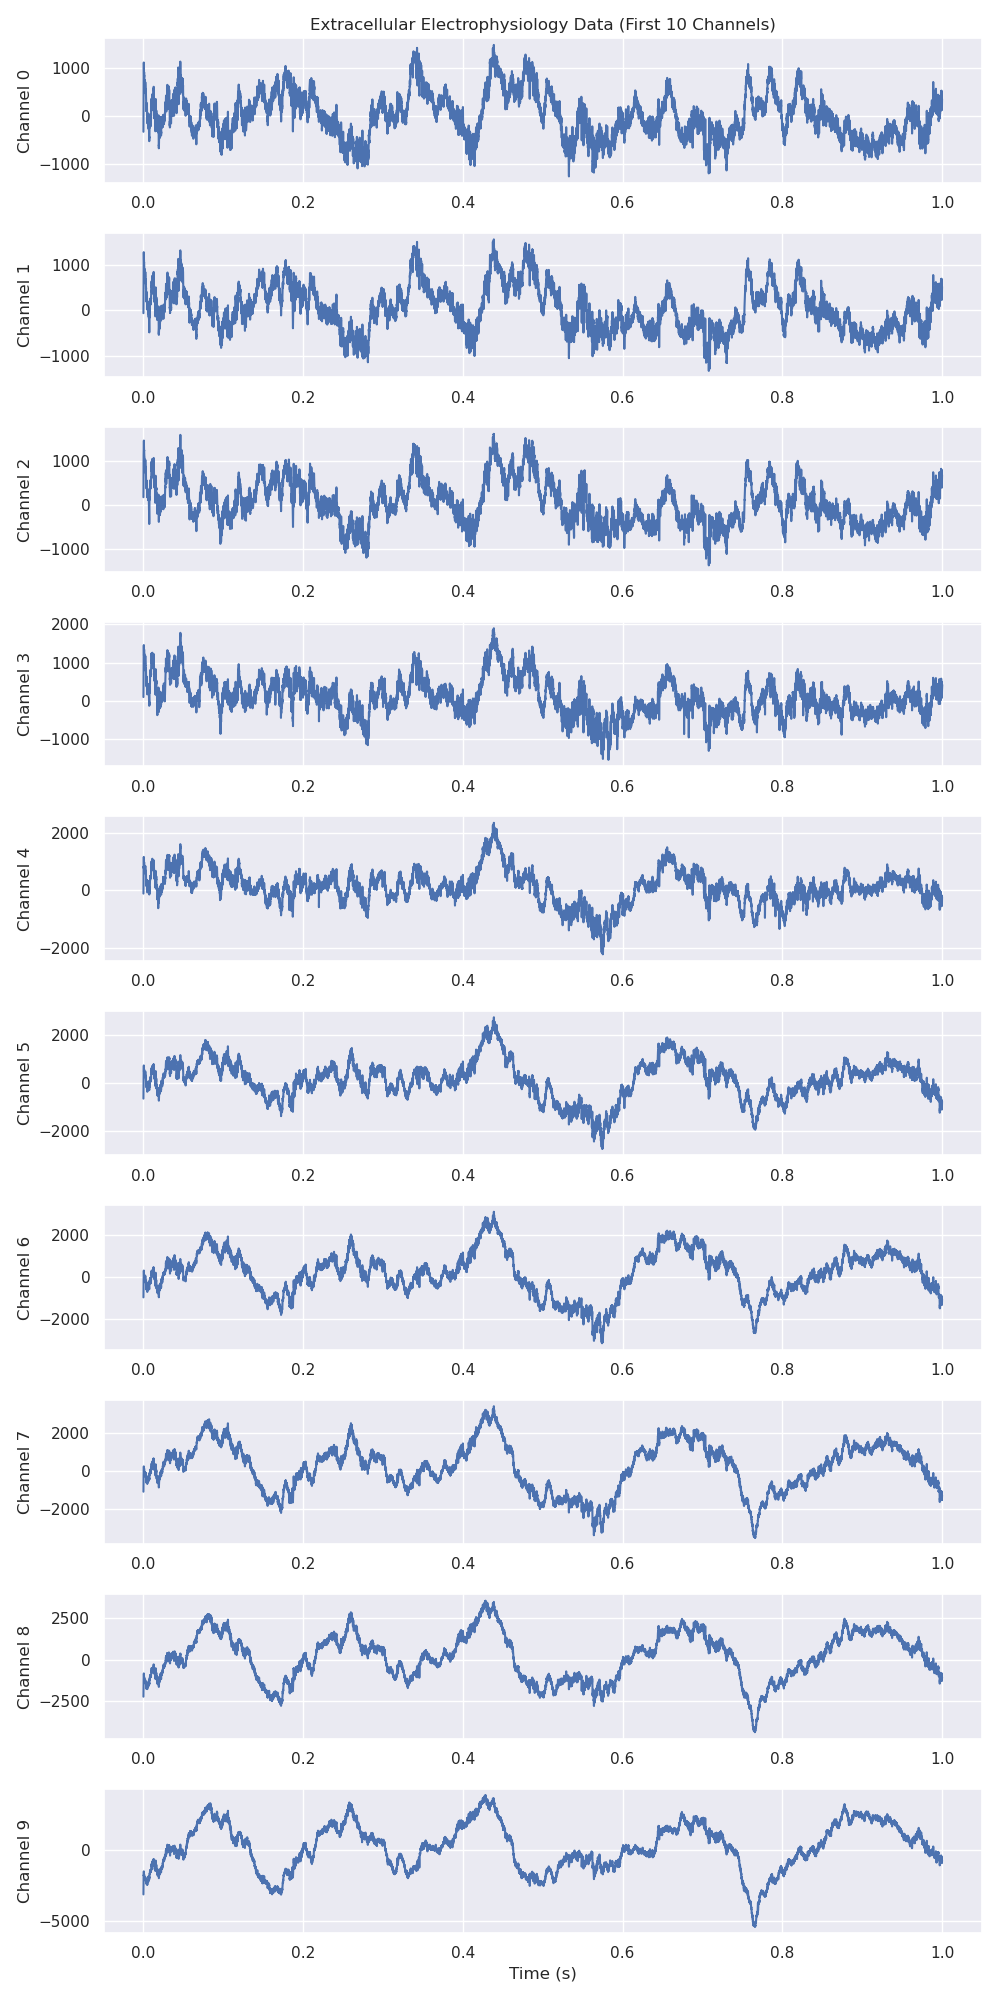 Extracellular Electrophysiology Data (First 10 Channels)
Channel 0
1000
0
−1000
0.0 0.2 0.4 0.6 0.8 1.0
Channel 1
1000
0
−1000
0.0 0.2 0.4 0.6 0.8 1.0
Channel 2
1000
0
−1000
0.0 0.2 0.4 0.6 0.8 1.0
Channel 3
2000
1000
0
−1000
0.0 0.2 0.4 0.6 0.8 1.0
Channel 4
2000
0
−2000
0.0 0.2 0.4 0.6 0.8 1.0
Channel 5
2000
0
−2000
0.0 0.2 0.4 0.6 0.8 1.0
Channel 6
2000
0
−2000
0.0 0.2 0.4 0.6 0.8 1.0
Channel 7
2000
0
−2000
0.0 0.2 0.4 0.6 0.8 1.0
Channel 8
2500
0
−2500
0.0 0.2 0.4 0.6 0.8 1.0
Channel 9
0
−5000
0.0 0.2 0.4 0.6 0.8 1.0
Time (s)